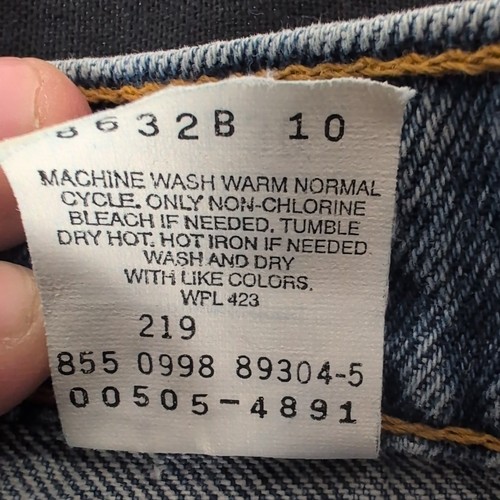 8632B 10
MACHINE WASH WARM NORMAL
CYCLE. ONLY NON-CHLORINE
BLEACH IF NEEDED. TUMBLE
DRY HOT. HOT IRON IF NEEDED.
WASH AND DRY
WITH LIKE COLORS.
WPL 423
219
855 0998 89304-5
00505-4891